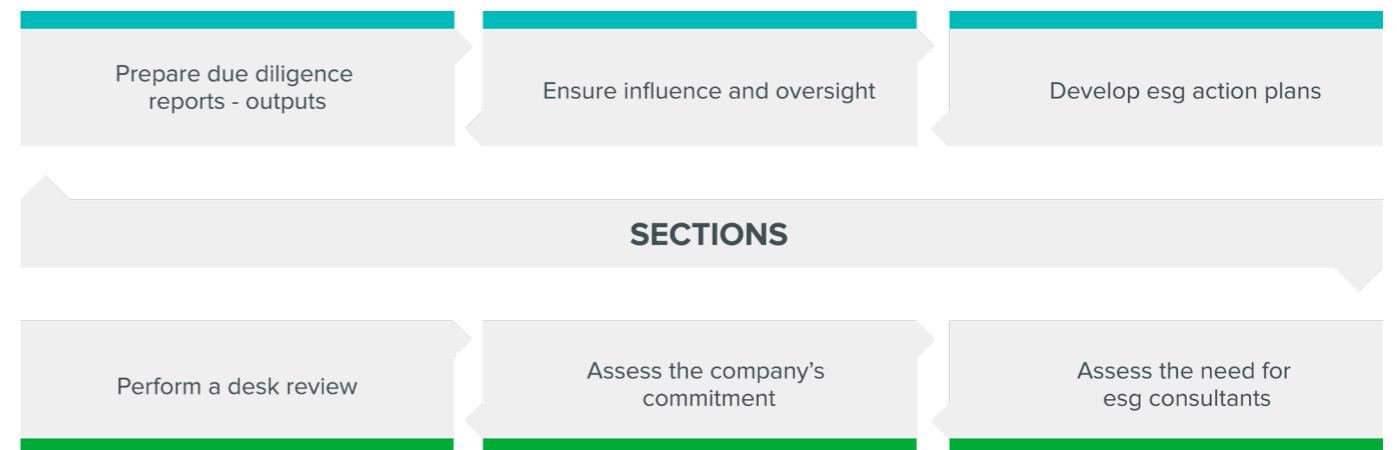 Prepare due diligence
reports - outputs
Ensure influence and oversight
Develop esg action plans
SECTIONS
Perform a desk review
Assess the company’s
commitment
Assess the need for
esg consultants